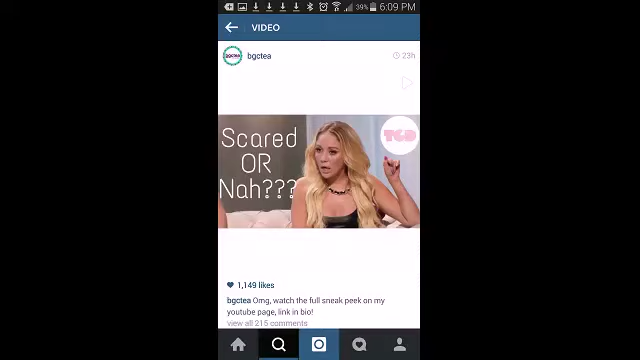 39% 6:09 PM
VIDEO
bgctea
23h
Scared
OR
Nah???
TGD
1,149 likes
bgctea Omg, watch the full sneak peek on my
youtube page, link in bio!
view all 215 comments